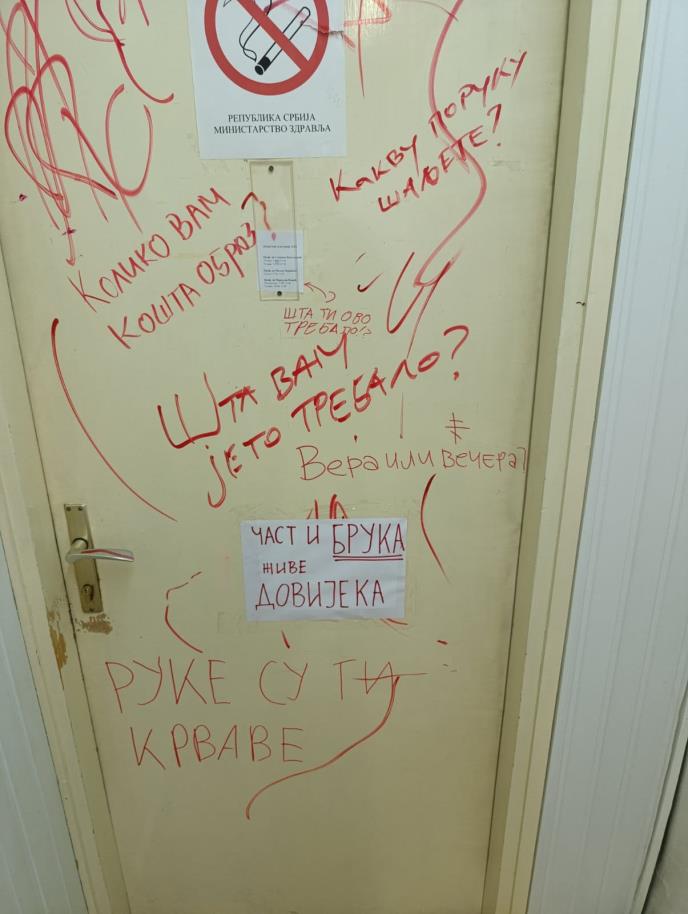 РЕПУБЛИКА СРБИЈА
МИНИСТАРСТВО ЗДРАВЉА
КАКВУ ПОРУКУ
ШАЉЕТЕ?
КОЛИКО ВАМ
КОШТА ОБРАЗ?
ШТА ТИ ОВО
ТРЕБАЛО!?
ШТА ВАМ
ЈЕ ТО ТРЕБАЛО?
Вера или ВЕЧЕРА?
ЧАСТ И БРУКА
ЖИВЕ
ДОВИЈЕКА
РУКЕ СУ ТИ
КРВАВЕ